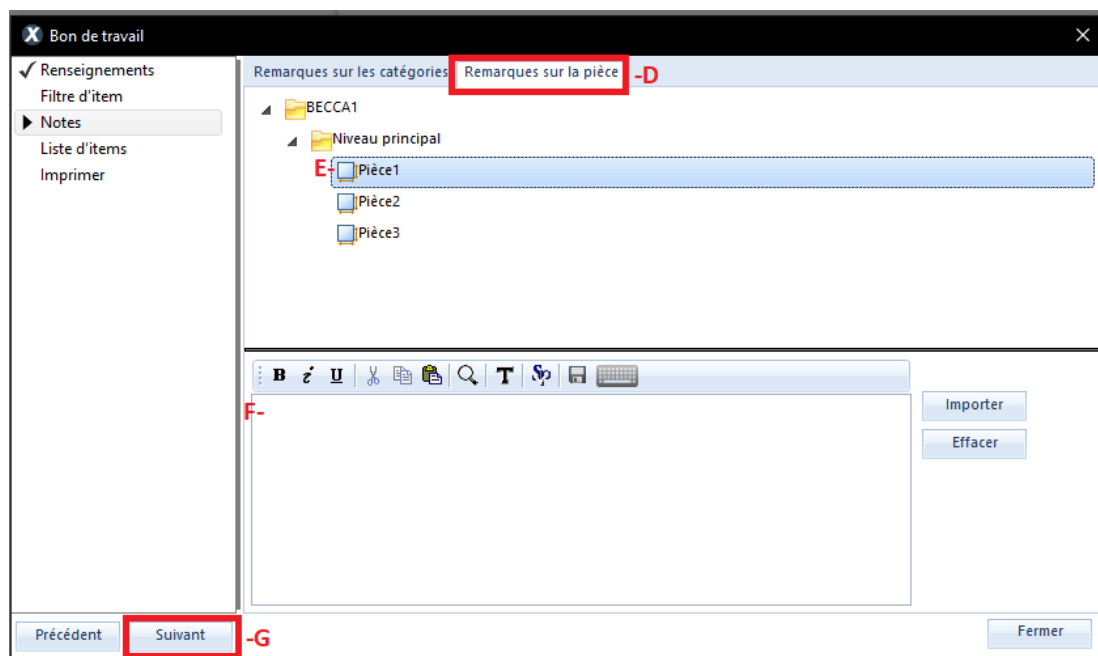 Bon de travail
Renseignements
Filtre d'item
Notes
Liste d'items
Imprimer
Remarques sur les catégories
Remarques sur la pièce
-D
BECCA1
Niveau principal
E-
Pièce1
Pièce2
Pièce3
B i U T Sp
F-
Importer
Effacer
Précédent
Suivant
-G
Fermer